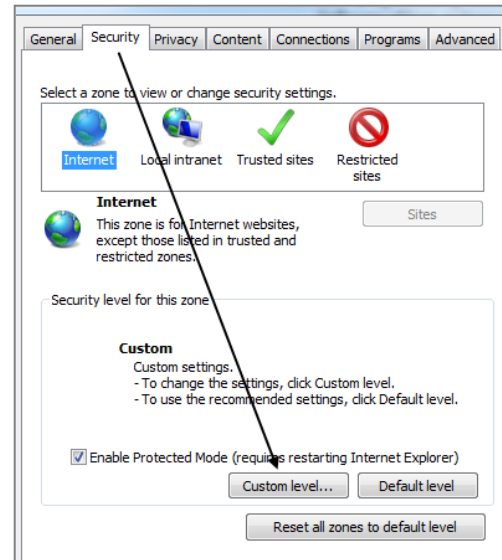 General Security Privacy Content Connections Programs Advanced
Select a zone to view or change security settings.
Internet Local intranet Trusted sites Restricted
sites
Internet
Sites
This zone is for Internet websites,
except those listed in trusted and
restricted zones.
Security level for this zone
Custom
Custom settings.
- To change the settings, click Custom level.
- To use the recommended settings, click Default level.
Enable Protected Mode (requires restarting Internet Explorer)
Custom level... Default level
Reset all zones to default level